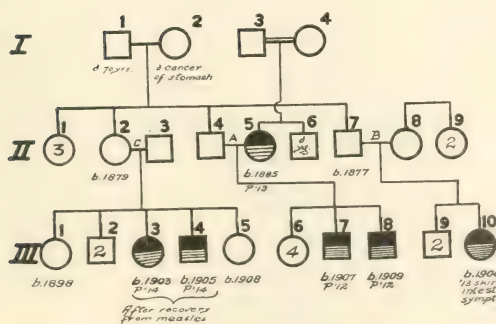 I 1 2 3 4
d 70 yrs. d cancer of stomach
II 1 2 3 4 5 6 7 8 9
3 C A d B 2
b.1879 b.1885 P'13 b.1877
III 1 2 3 4 5 6 7 8 9 10
2 4 2
b.1898 b.1903 P'14 b.1905 P'14 b.1908 b.1907 P'12 b.1909 P'12
After recovery
from measles